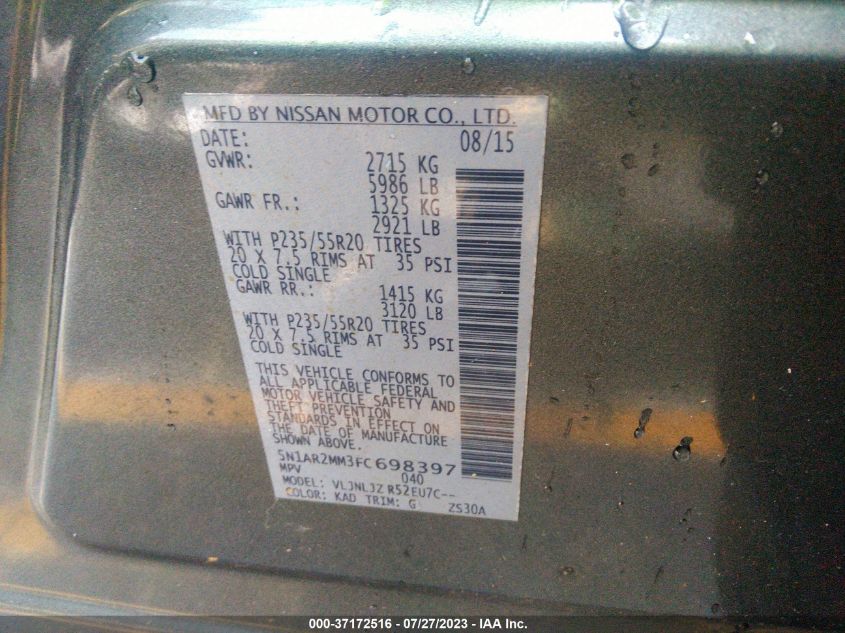 MFD BY NISSAN MOTOR CO., LTD.
DATE: 08/15
GVWR: 2715 KG
5986 LB
GAWR FR.: 1325 KG
2921 LB
WITH P235/55R20 TIRES
20 X 7.5 RIMS AT 35 PSI
COLD SINGLE
GAWR RR.: 1415 KG
3120 LB
WITH P235/55R20 TIRES
20 X 7.5 RIMS AT 35 PSI
COLD SINGLE
THIS VEHICLE CONFORMS TO
ALL APPLICABLE FEDERAL
MOTOR VEHICLE SAFETY AND
THEFT PREVENTION
STANDARDS IN EFFECT ON
THE DATE OF MANUFACTURE
SHOWN ABOVE.
5N1AR2MM3FC698397
MPV 040
MODEL: VLJNLJZ R52EU7C--
COLOR: KAD TRIM: G ZS30A
000-37172516 - 07/27/2023 - IAA Inc.